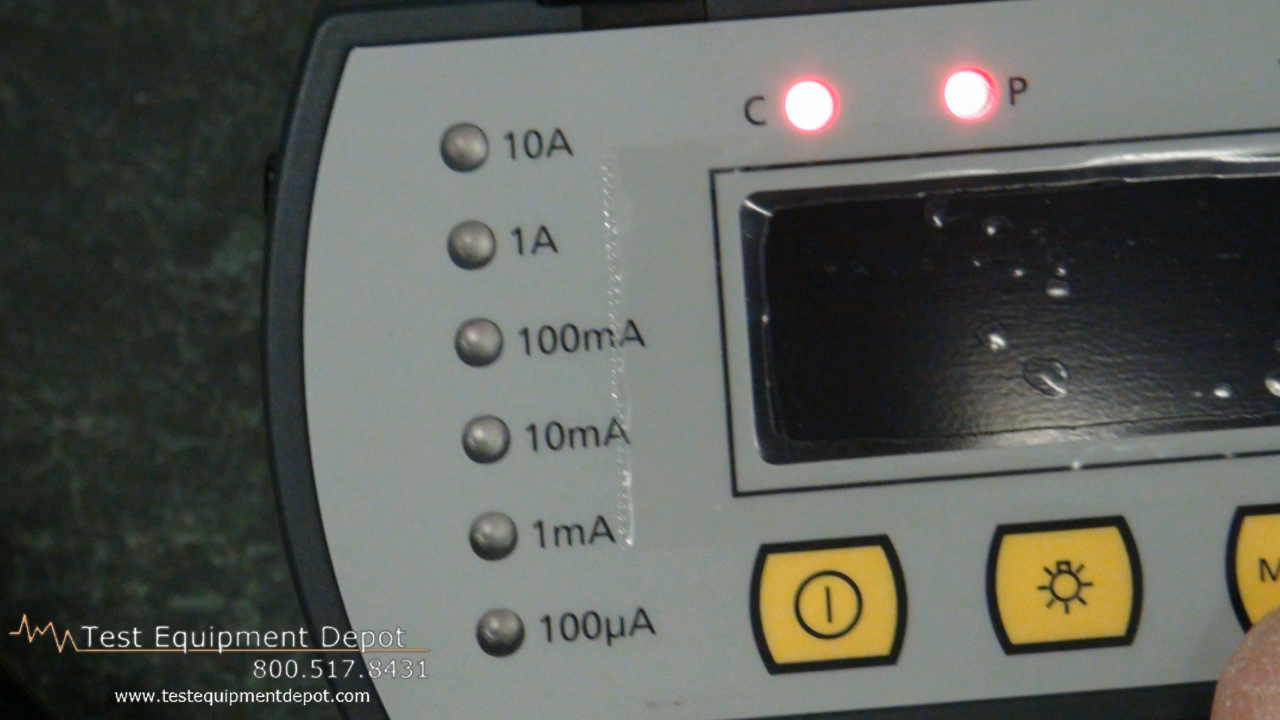 C P
10A
1A
100mA
10mA
1mA
100µA
M
Test Equipment Depot
800.517.8431
www.testequipmentdepot.com